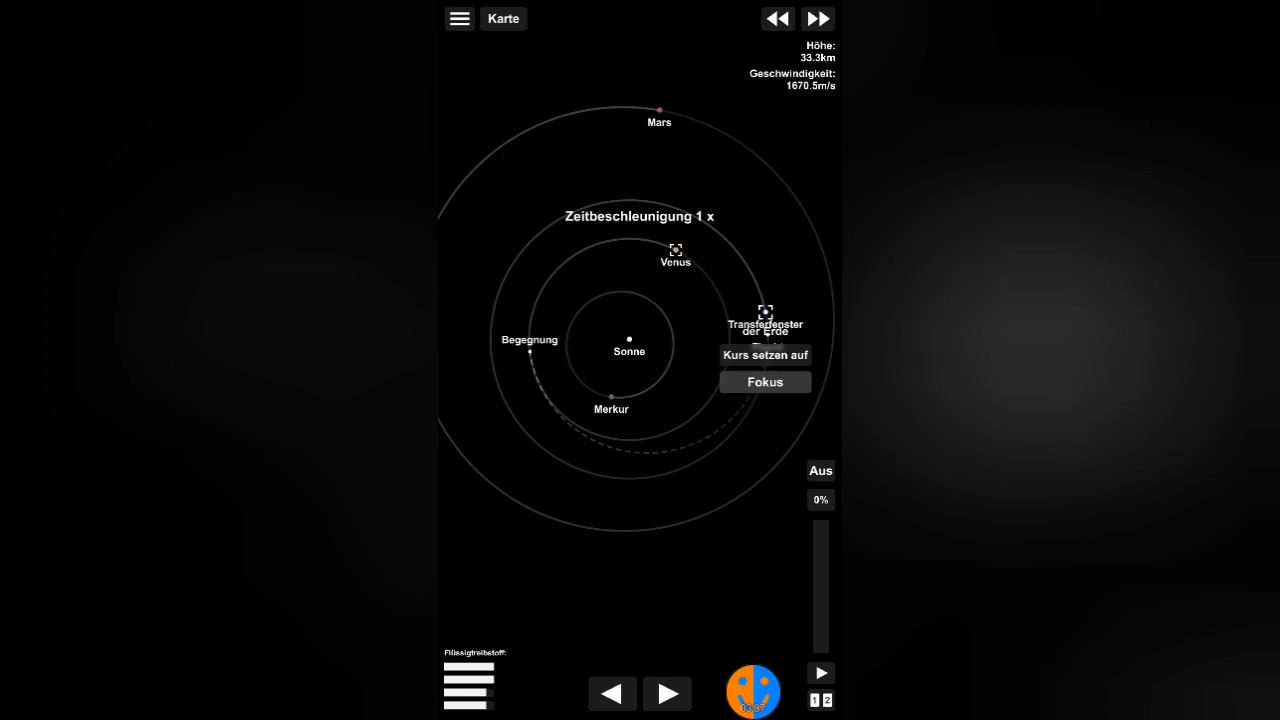 Karte
Höhe:
33.3km
Geschwindigkeit:
1670.5m/s
Mars
Zeitbeschleunigung 1 x
Venus
Transferfenster
der Erde
Begegnung
Sonne
Kurs setzen auf
Fokus
Merkur
Aus
0%
Flüssigtreibstoff:
1 2